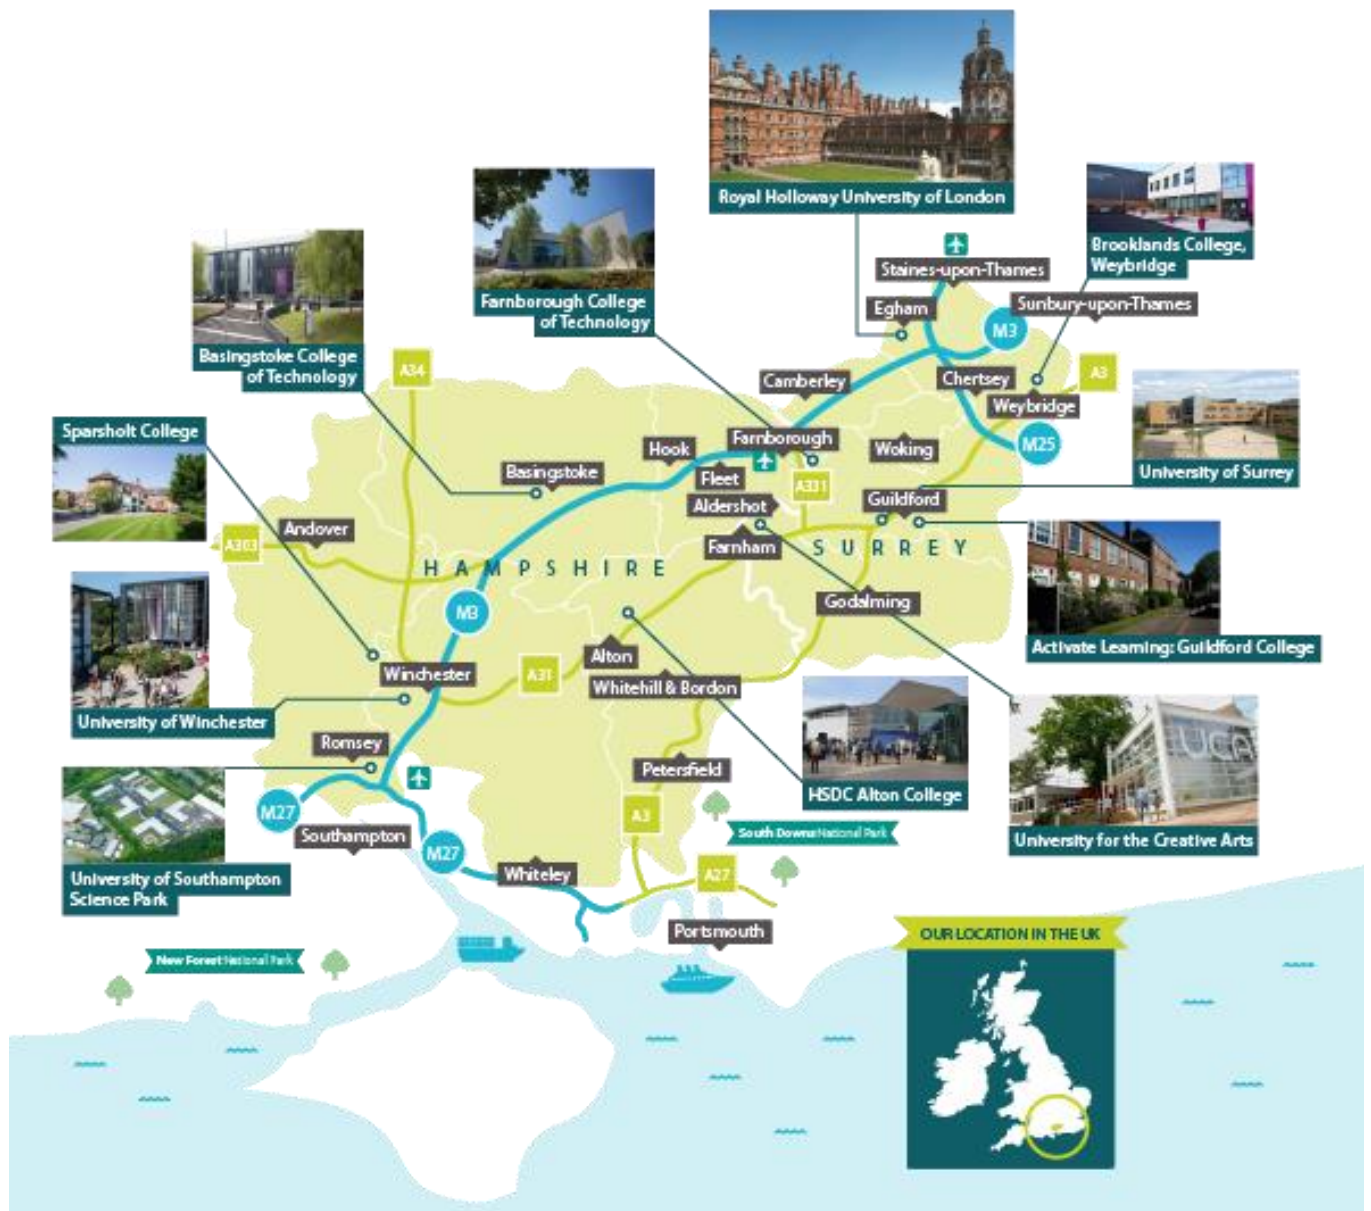 Royal Holloway University of London
Brooklands College,
Weybridge
Farnborough College
of Technology
Basingstoke College
of Technology
Staines-upon-Thames
Egham
Sunbury-upon-Thames
M3
A34
Camberley
Chertsey
A3
Weybridge
Sparsholt College
Farnborough
Hook
Woking
M25
University of Surrey
Basingstoke
Fleet
A331
Aldershot
Guildford
Andover
A303
Farnham
SURREY
HAMPSHIRE
Godalming
M3
Activate Learning: Guildford College
Alton
Winchester
A31
Whitehill & Bordon
University of Winchester
Romsey
Petersfield
UCA
HSDC Alton College
M27
A3
Southampton
South Downs National Park
University for the Creative Arts
M27
Whiteley
A27
University of Southampton
Science Park
Portsmouth
OUR LOCATION IN THE UK
New Forest National Park